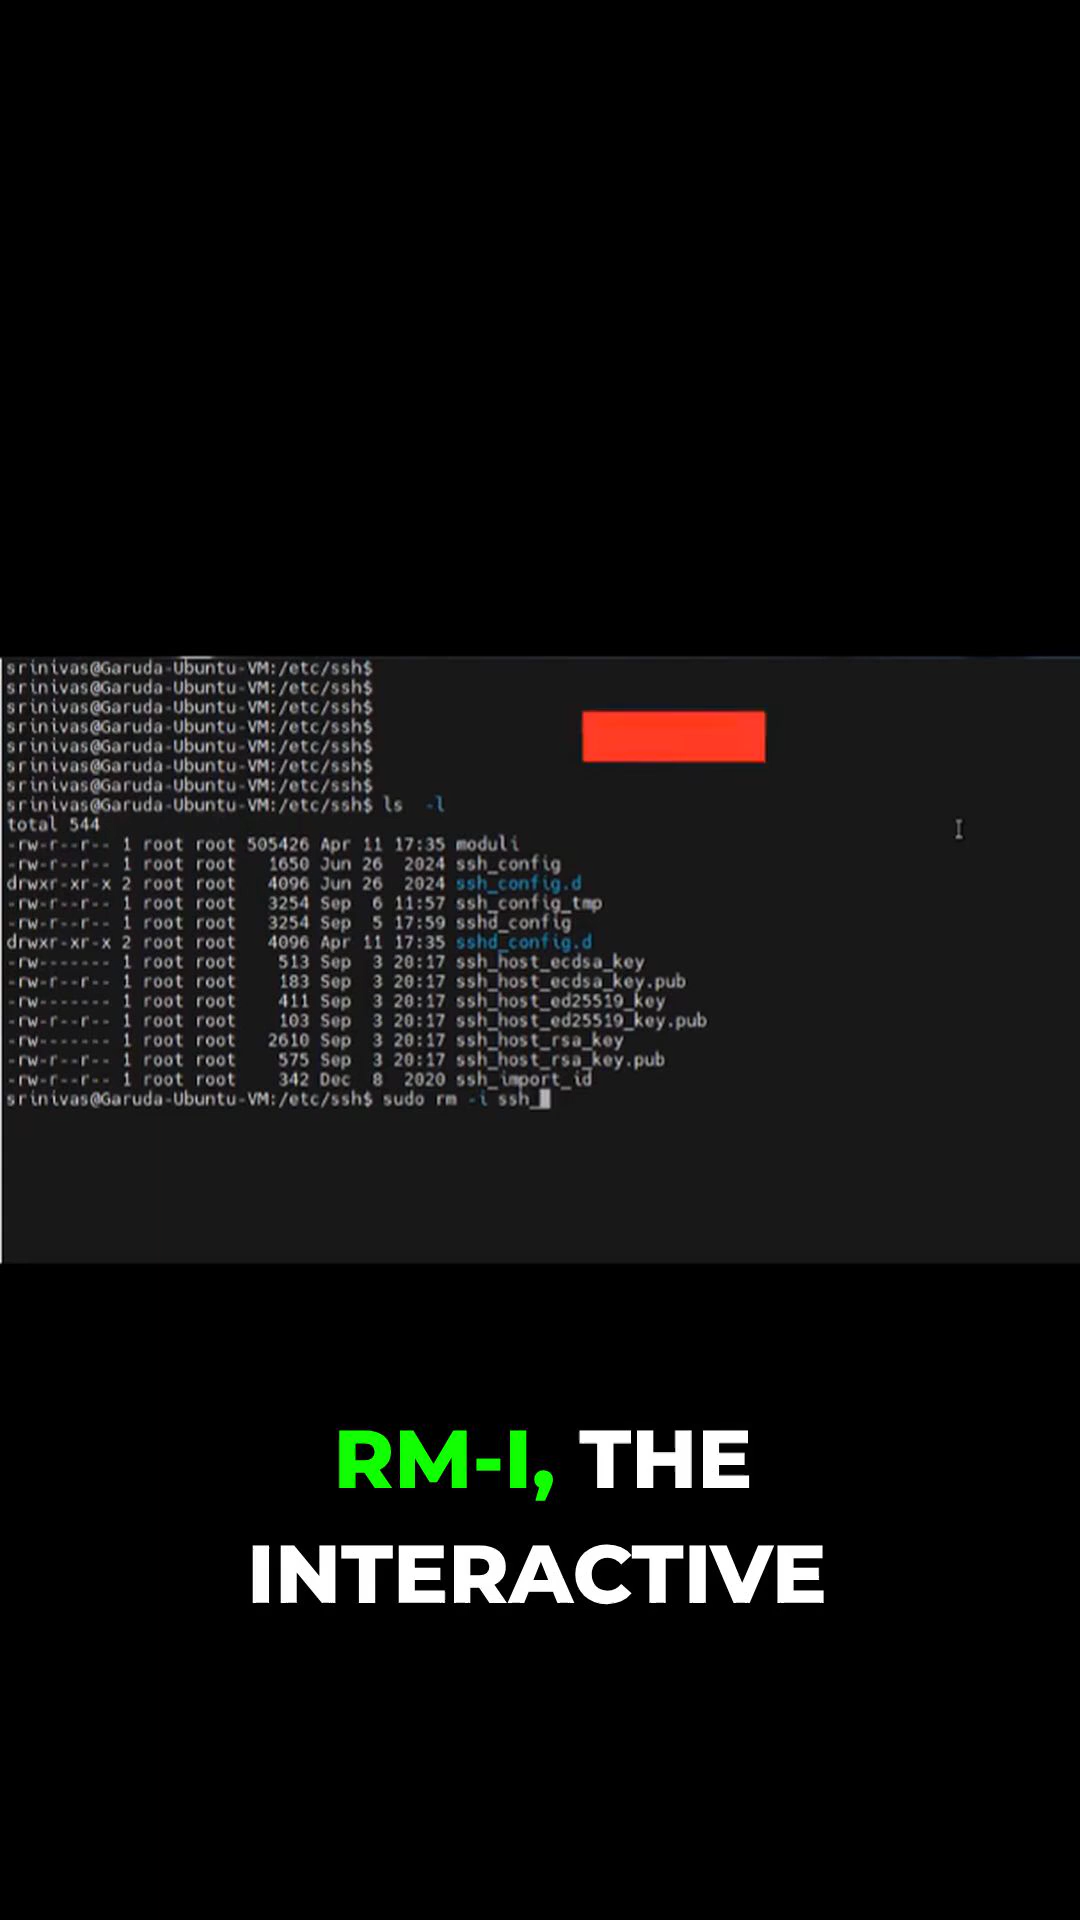 srinivas@Garuda-Ubuntu-VM:/etc/ssh$
srinivas@Garuda-Ubuntu-VM:/etc/ssh$
srinivas@Garuda-Ubuntu-VM:/etc/ssh$
srinivas@Garuda-Ubuntu-VM:/etc/ssh$
srinivas@Garuda-Ubuntu-VM:/etc/ssh$
srinivas@Garuda-Ubuntu-VM:/etc/ssh$
srinivas@Garuda-Ubuntu-VM:/etc/ssh$
srinivas@Garuda-Ubuntu-VM:/etc/ssh$ ls  -l
total 544
-rw-r--r-- 1 root root 505426 Apr 11 17:35 moduli
-rw-r--r-- 1 root root   1650 Jun 26  2024 ssh_config
drwxr-xr-x 2 root root   4096 Jun 26  2024 ssh_config.d
-rw-r--r-- 1 root root   3254 Sep  6 11:57 ssh_config_tmp
-rw-r--r-- 1 root root   3254 Sep  5 17:59 sshd_config
drwxr-xr-x 2 root root   4096 Apr 11 17:35 sshd_config.d
-rw------- 1 root root    513 Sep  3 20:17 ssh_host_ecdsa_key
-rw-r--r-- 1 root root    183 Sep  3 20:17 ssh_host_ecdsa_key.pub
-rw------- 1 root root    411 Sep  3 20:17 ssh_host_ed25519_key
-rw-r--r-- 1 root root    103 Sep  3 20:17 ssh_host_ed25519_key.pub
-rw------- 1 root root   2610 Sep  3 20:17 ssh_host_rsa_key
-rw-r--r-- 1 root root    575 Sep  3 20:17 ssh_host_rsa_key.pub
-rw-r--r-- 1 root root    342 Dec  8  2020 ssh_import_id
srinivas@Garuda-Ubuntu-VM:/etc/ssh$ sudo rm -i ssh_
RM-I, THE
INTERACTIVE